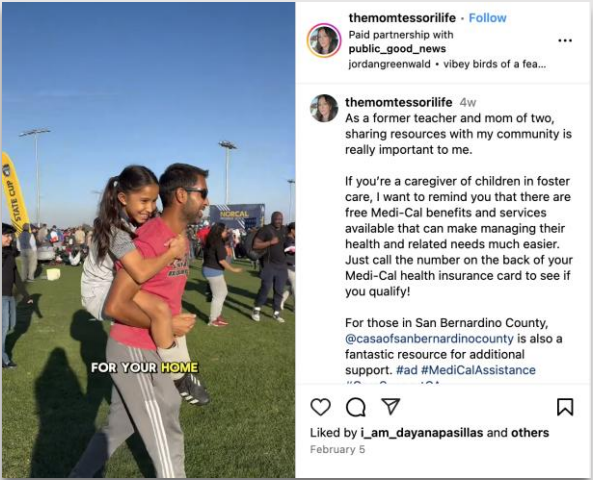 STATE CUP
NORCAL
FOR YOUR HOME
themomtessorilife • Follow
Paid partnership with
public_good_news
jordangreenwald • vibey birds of a fea...
themomtessorilife 4w
As a former teacher and mom of two,
sharing resources with my community is
really important to me.
If you’re a caregiver of children in foster
care, I want to remind you that there are
free Medi-Cal benefits and services
available that can make managing their
health and related needs much easier.
Just call the number on the back of your
Medi-Cal health insurance card to see if
you qualify!
For those in San Bernardino County,
@casaofsanbernardinocounty is also a
fantastic resource for additional
support. #ad #MediCalAssistance
Liked by i_am_dayanapasillas and others
February 5